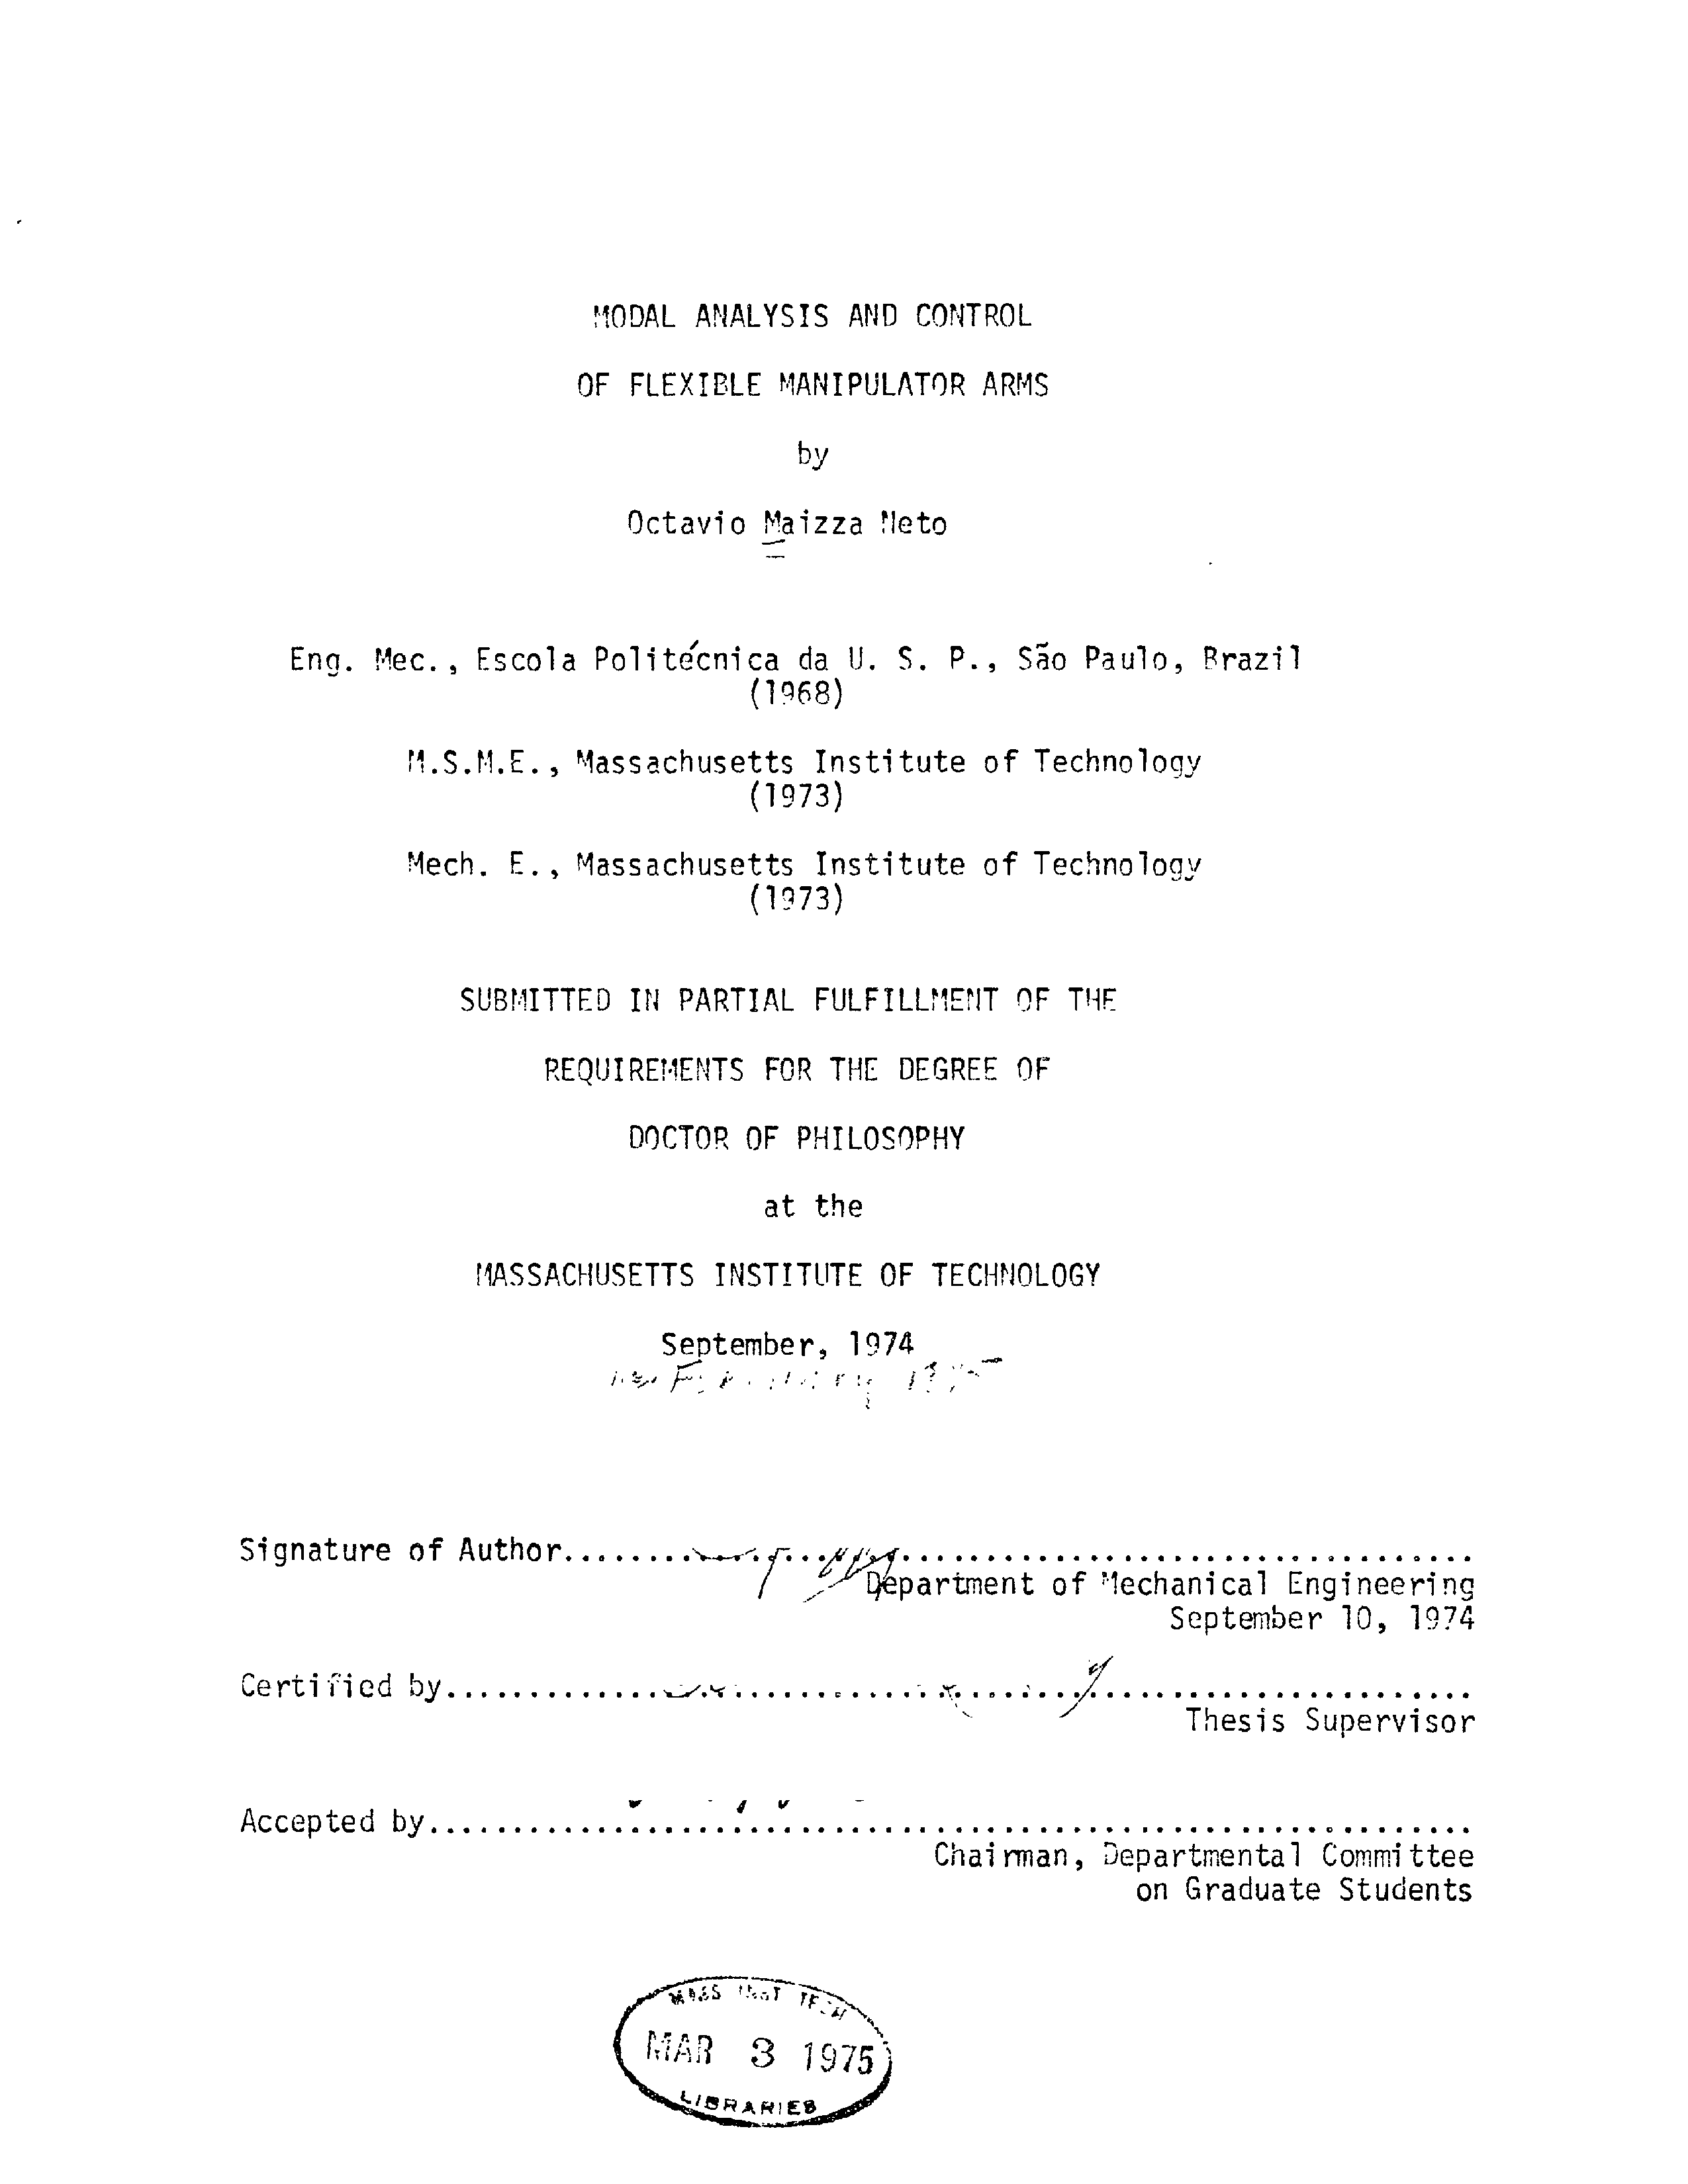 MODAL ANALYSIS AND CONTROL
OF FLEXIBLE MANIPULATOR ARMS
by
Octavio Maizza Neto
Eng. Mec., Escola Politécnica da U. S. P., São Paulo, Brazil
(1968)
M.S.M.E., Massachusetts Institute of Technology
(1973)
Mech. E., Massachusetts Institute of Technology
(1973)
SUBMITTED IN PARTIAL FULFILLMENT OF THE
REQUIREMENTS FOR THE DEGREE OF
DOCTOR OF PHILOSOPHY
at the
MASSACHUSETTS INSTITUTE OF TECHNOLOGY
September, 1974
February 1975
Signature of Author
Department of Mechanical Engineering
September 10, 1974
Certified by
Thesis Supervisor
Accepted by
Chairman, Departmental Committee
on Graduate Students
MASS INST TECH
MAR 3 1975
LIBRARIES